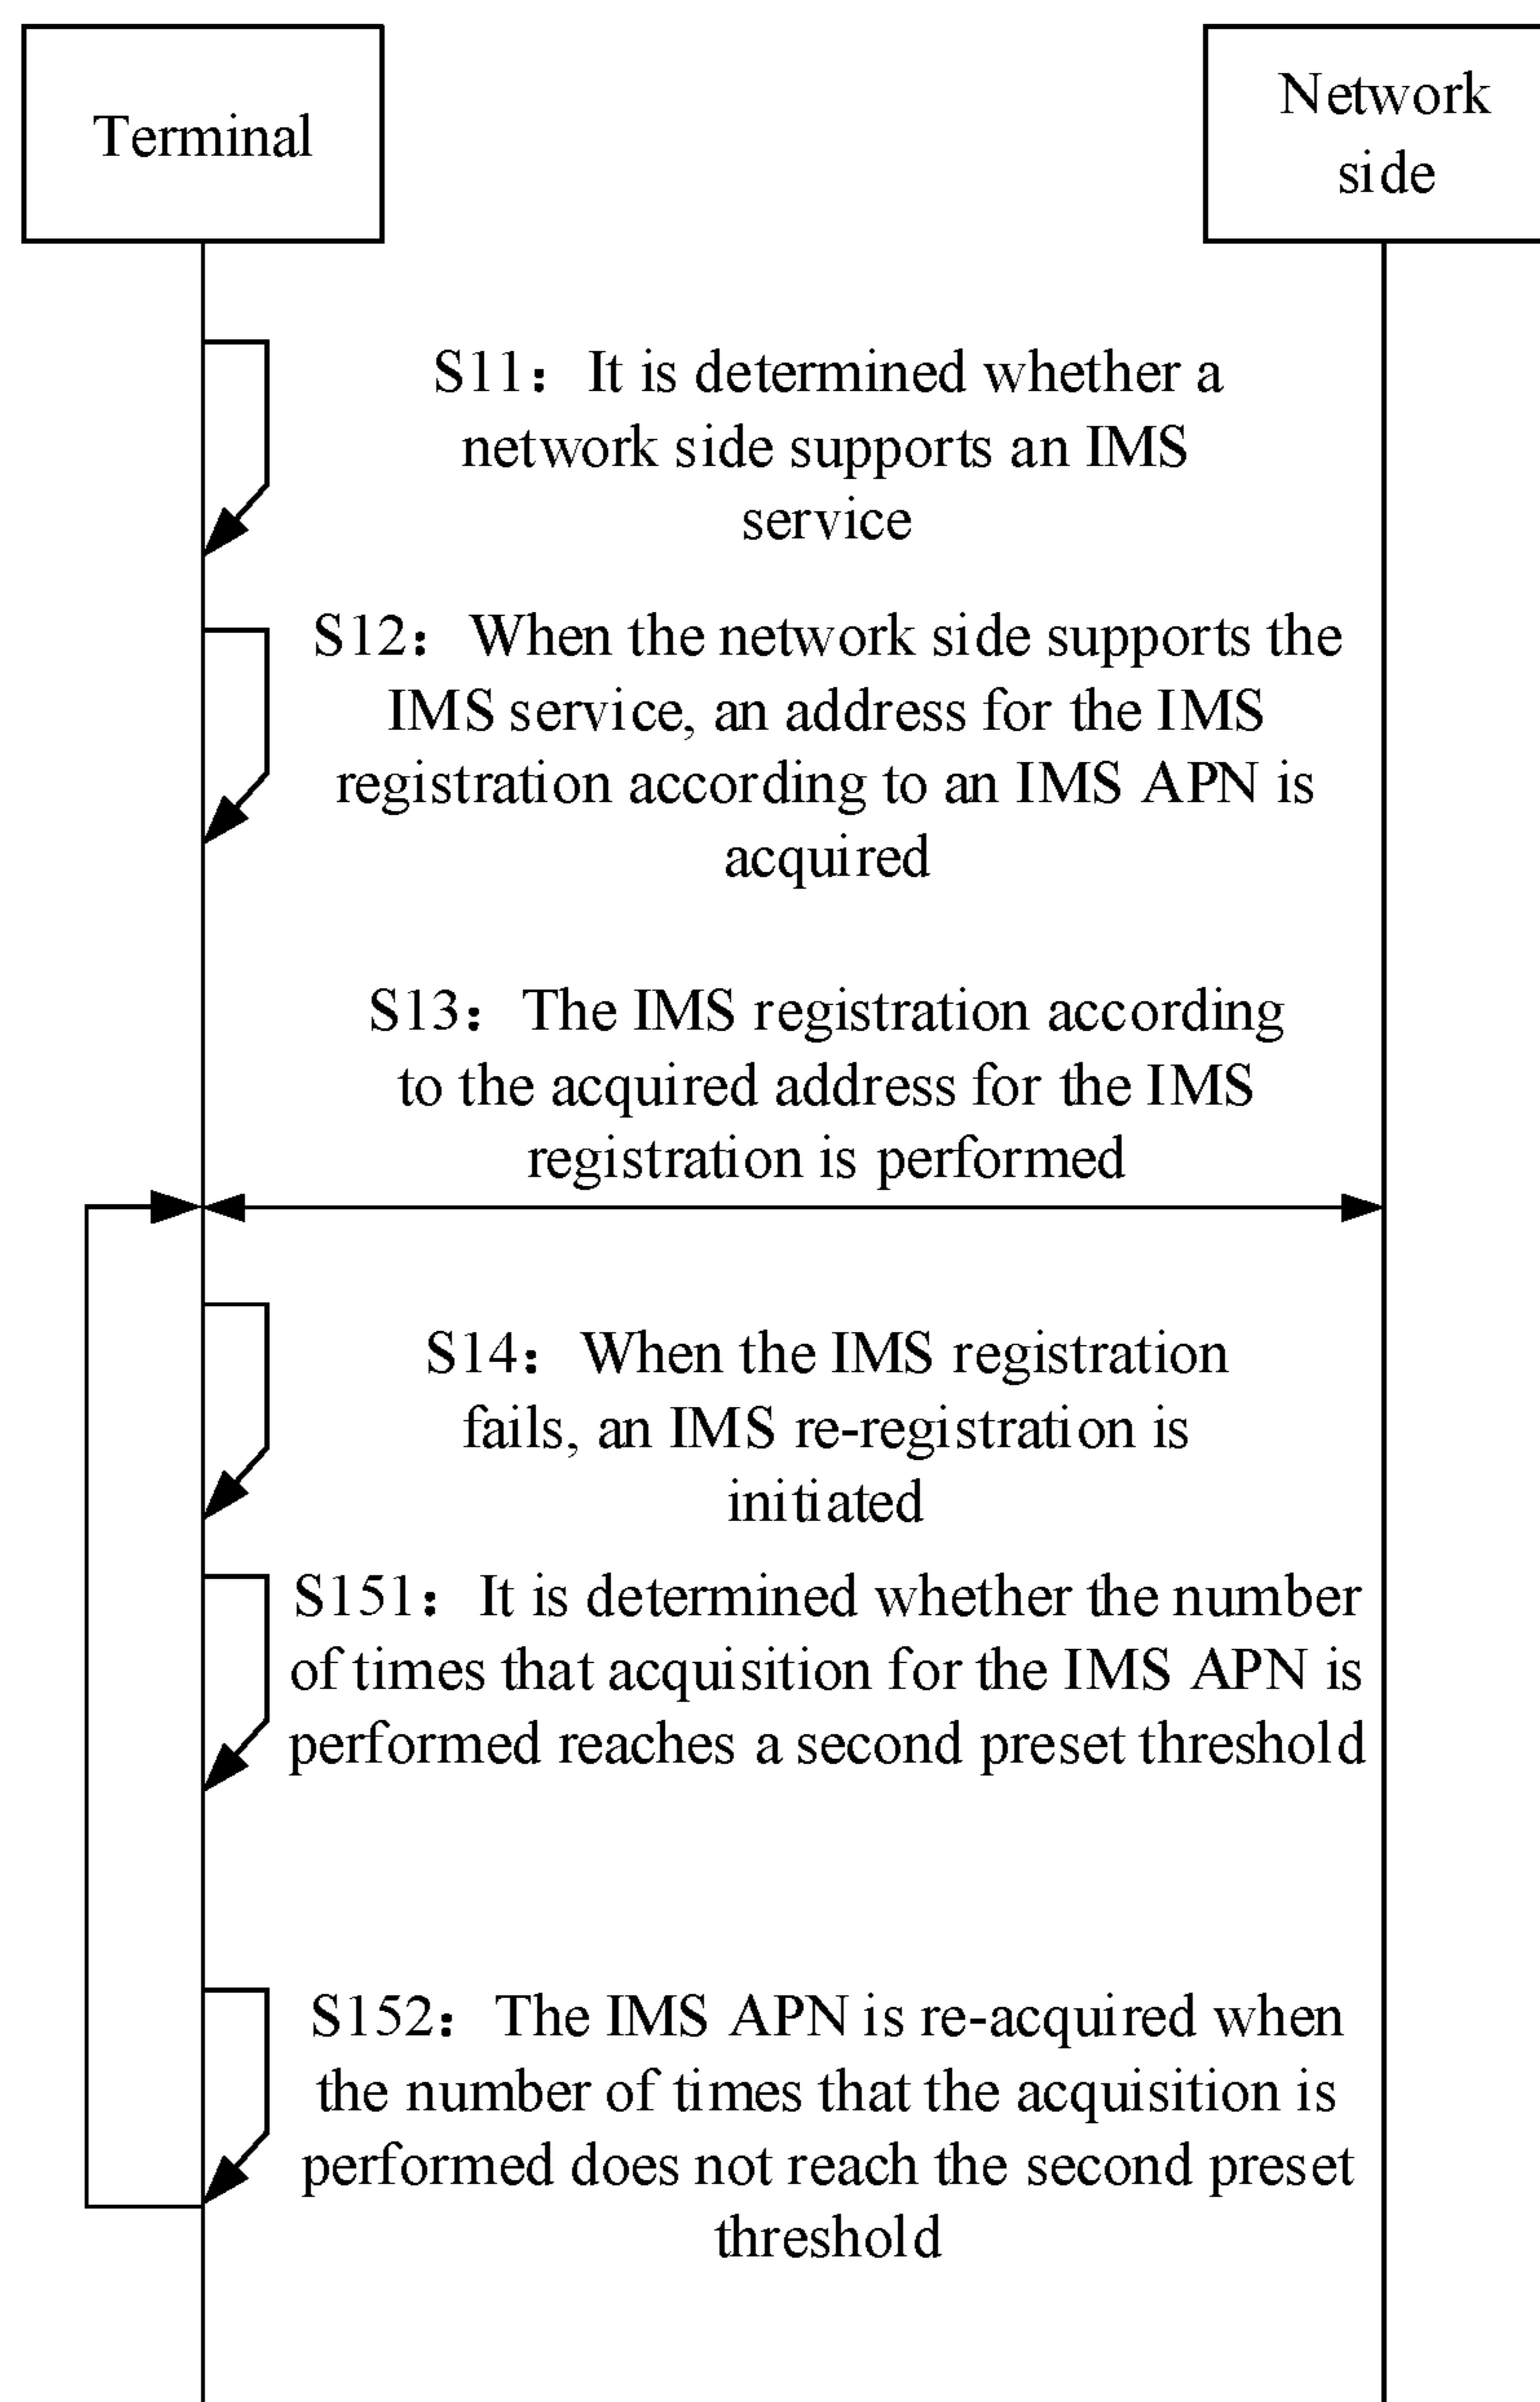 Terminal
Network
side
S11： It is determined whether a
network side supports an IMS
service
S12： When the network side supports the
IMS service, an address for the IMS
registration according to an IMS APN is
acquired
S13： The IMS registration according
to the acquired address for the IMS
registration is performed
S14： When the IMS registration
fails, an IMS re-registration is
initiated
S151： It is determined whether the number
of times that acquisition for the IMS APN is
performed reaches a second preset threshold
S152： The IMS APN is re-acquired when
the number of times that the acquisition is
performed does not reach the second preset
threshold